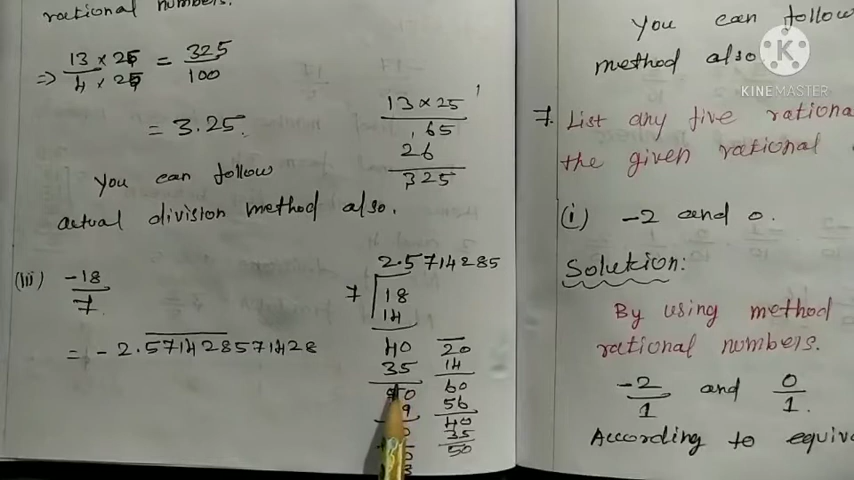 rational numbers.
⇒ 13 × 25 / 4 × 25 = 325 / 100
= 3.25.
13 × 25
65
26
325
You can follow
actual division method also.
(iii) -18 / 7
= - 2.571428571428
2.5714285
7 18
14
40
35
50
20
14
60
56
40
35
50
You can follow
method also.
KINEMASTER
7. List any five rationa
the given rational
(i) -2 and 0.
Solution:
By using method
rational numbers.
-2 / 1 and 0 / 1.
According to equiva